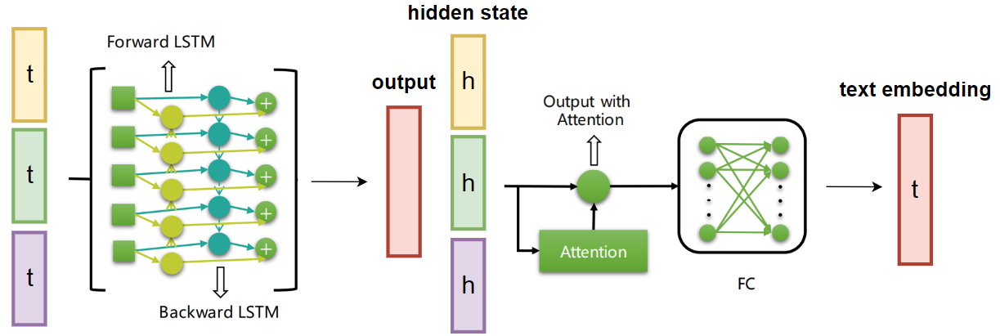 hidden state
Forward LSTM
t
t
t
+
+
+
+
+
Backward LSTM
output
h
h
h
Output with
Attention
Attention
FC
text embedding
t